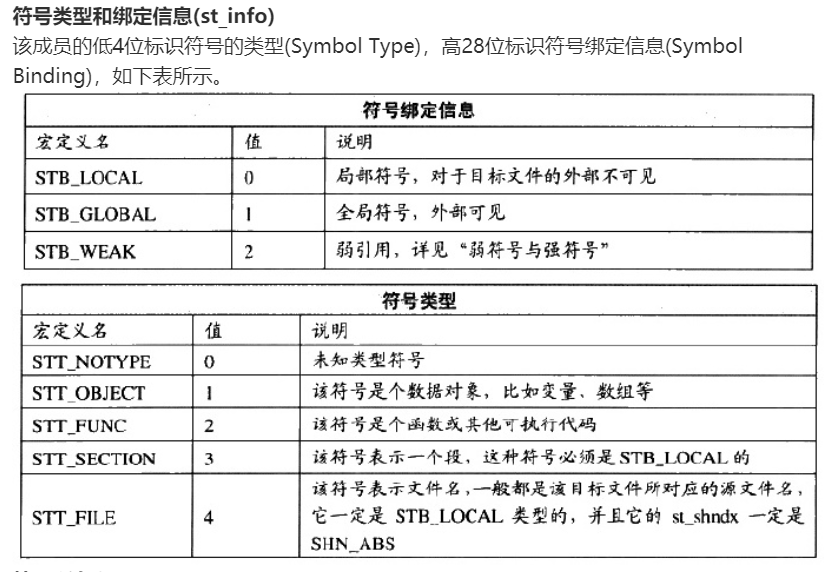 符号类型和绑定信息(st_info)
该成员的低4位标识符号的类型(Symbol Type)，高28位标识符号绑定信息(Symbol
Binding)，如下表所示。
符号绑定信息
宏定义名 值 说明
STB_LOCAL 0 局部符号，对于目标文件的外部不可见
STB_GLOBAL 1 全局符号，外部可见
STB_WEAK 2 弱引用，详见“弱符号与强符号”
符号类型
宏定义名 值 说明
STT_NOTYPE 0 未知类型符号
STT_OBJECT 1 该符号是个数据对象，比如变量、数组等
STT_FUNC 2 该符号是个函数或其他可执行代码
STT_SECTION 3 该符号表示一个段，这种符号必须是STB_LOCAL的
STT_FILE 4 该符号表示文件名，一般都是该目标文件所对应的源文件名，
它一定是 STB_LOCAL 类型的，并且它的 st_shndx 一定是
SHN_ABS